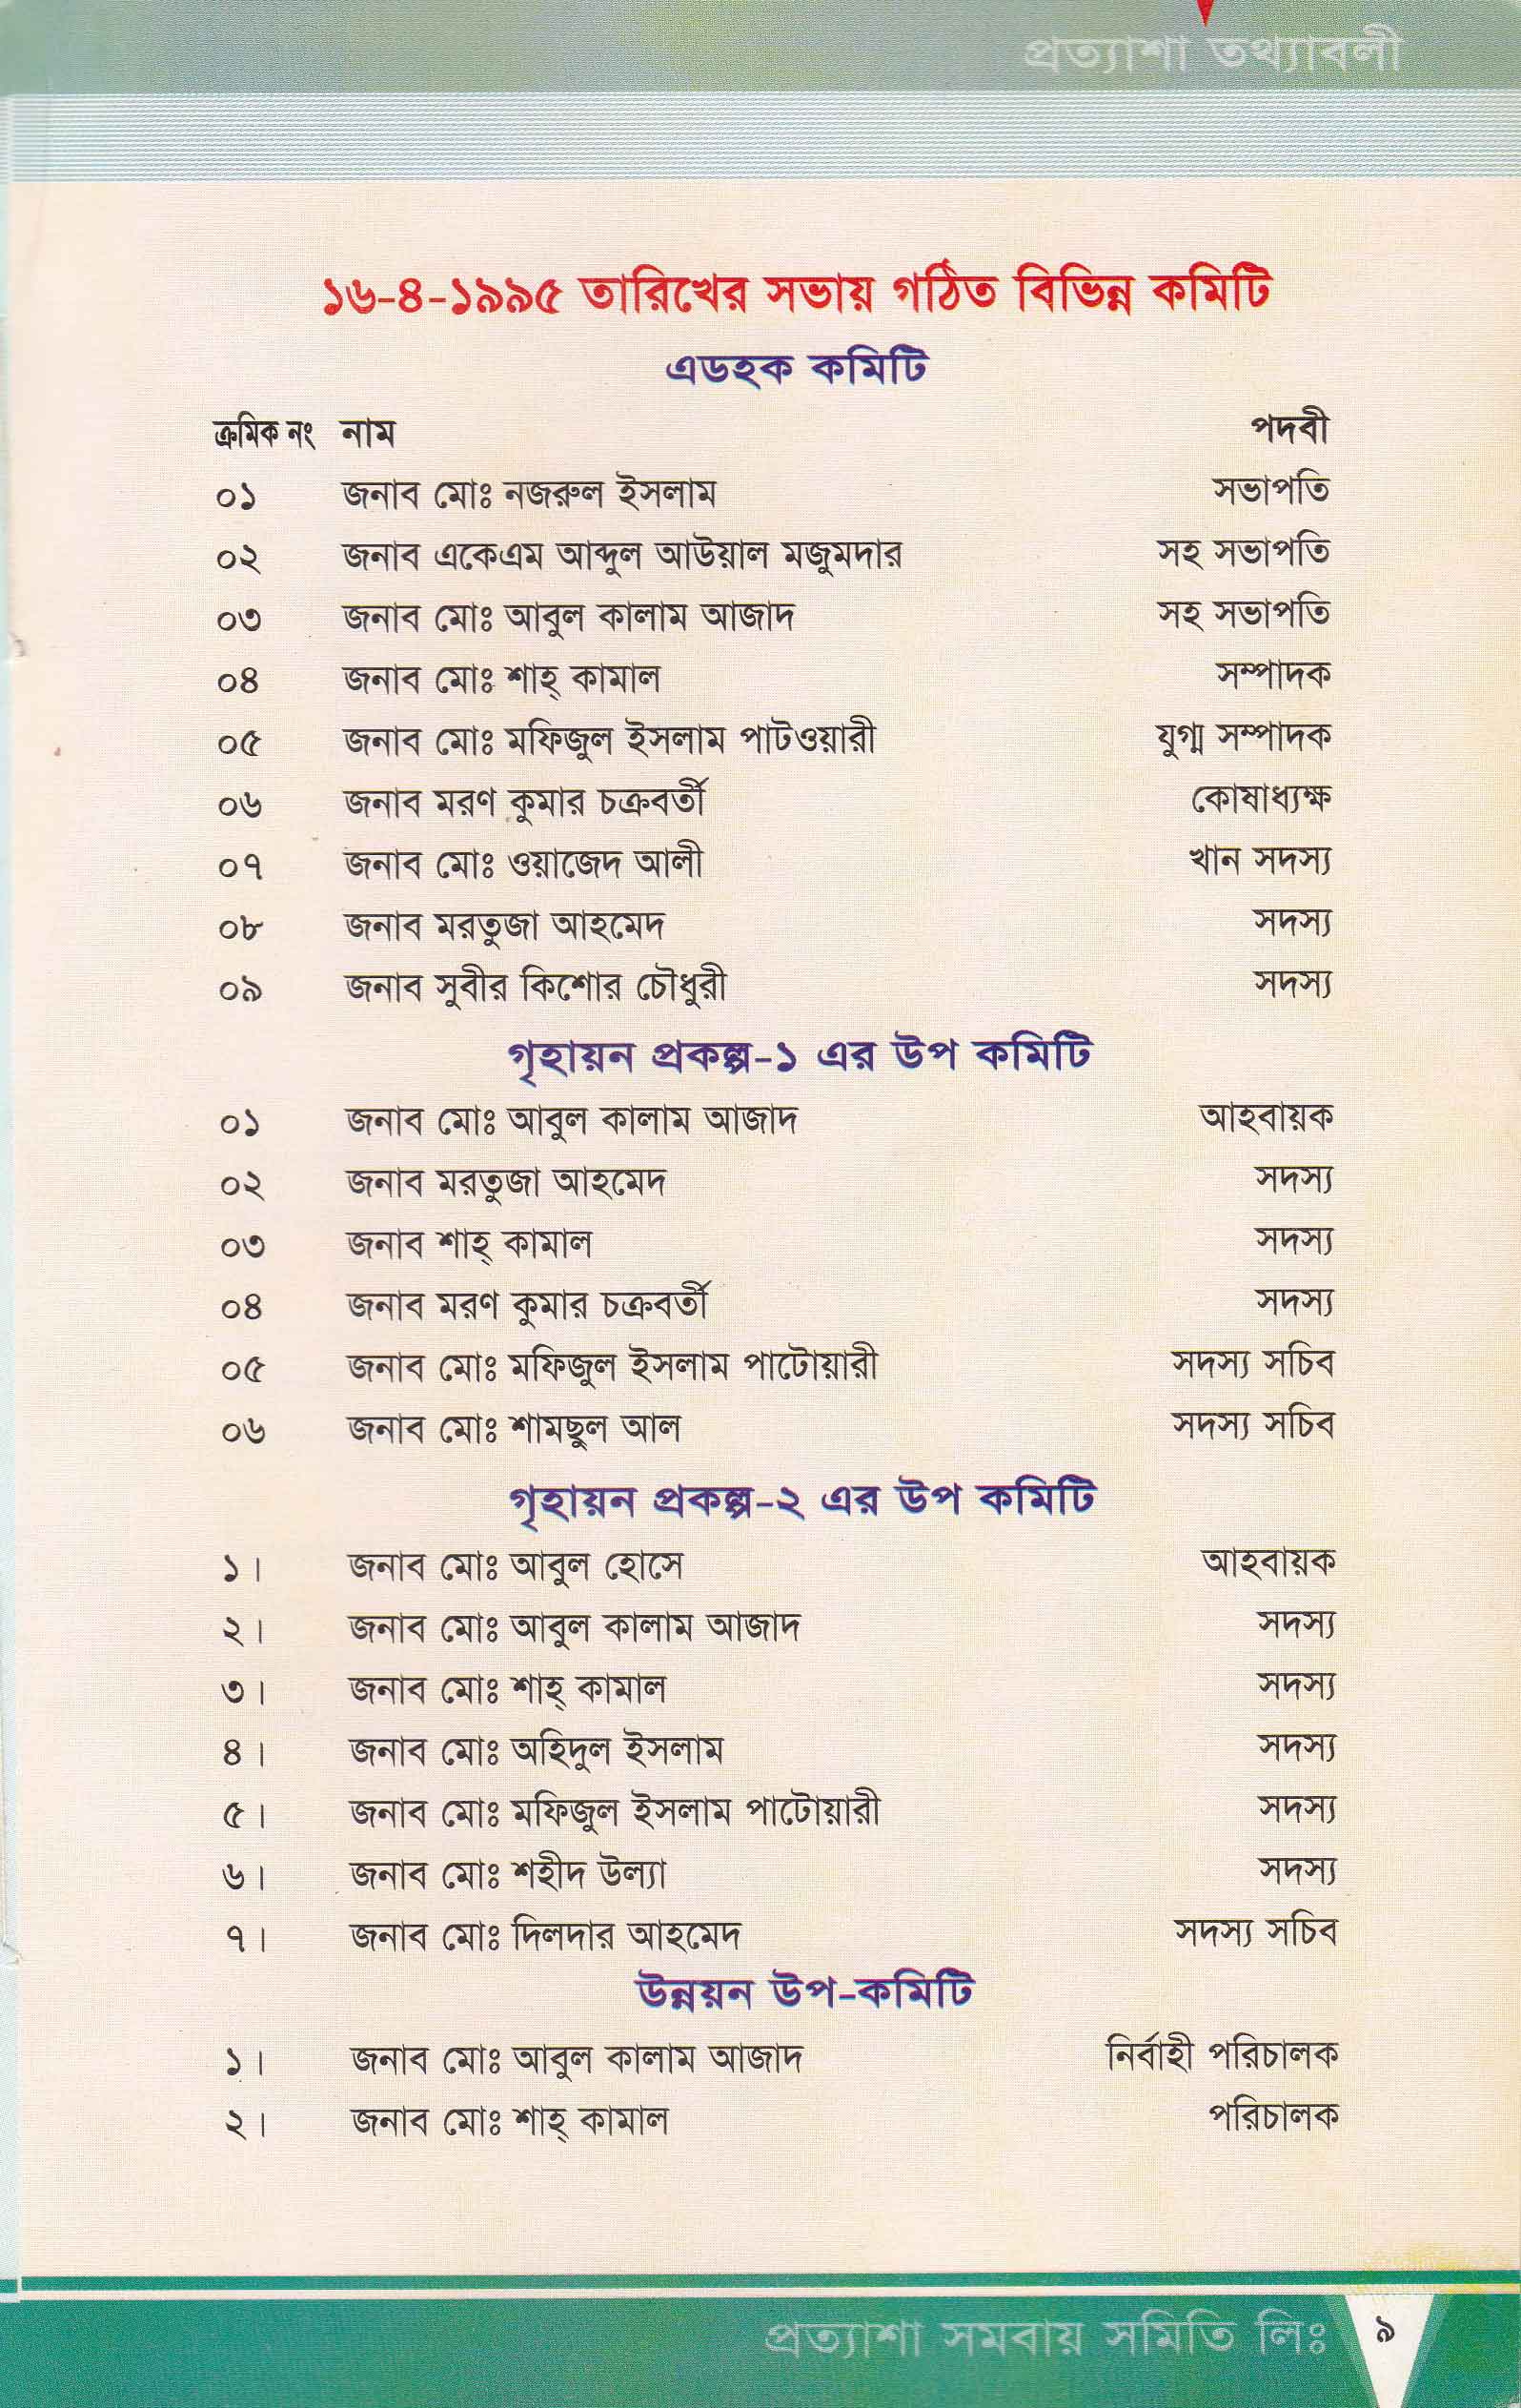 প্রত্যাশা তথ্যাবলী
১৬-৪-১৯৯৫ তারিখের সভায় গঠিত বিভিন্ন কমিটি
এডহক কমিটি
ক্রমিক নং নাম পদবী
০১ জনাব মোঃ নজরুল ইসলাম সভাপতি
০২ জনাব একেএম আব্দুল আউয়াল মজুমদার সহ সভাপতি
০৩ জনাব মোঃ আবুল কালাম আজাদ সহ সভাপতি
০৪ জনাব মোঃ শাহ্ কামাল সম্পাদক
০৫ জনাব মোঃ মফিজুল ইসলাম পাটওয়ারী যুগ্ম সম্পাদক
০৬ জনাব মরণ কুমার চক্রবর্তী কোষাধ্যক্ষ
০৭ জনাব মোঃ ওয়াজেদ আলী খান সদস্য
০৮ জনাব মরতুজা আহমেদ সদস্য
০৯ জনাব সুবীর কিশোর চৌধুরী সদস্য
গৃহায়ন প্রকল্প-১ এর উপ কমিটি
০১ জনাব মোঃ আবুল কালাম আজাদ আহবায়ক
০২ জনাব মরতুজা আহমেদ সদস্য
০৩ জনাব শাহ্ কামাল সদস্য
০৪ জনাব মরণ কুমার চক্রবর্তী সদস্য
০৫ জনাব মোঃ মফিজুল ইসলাম পাটোয়ারী সদস্য সচিব
০৬ জনাব মোঃ শামছুল আল সদস্য সচিব
গৃহায়ন প্রকল্প-২ এর উপ কমিটি
১। জনাব মোঃ আবুল হোসে আহবায়ক
২। জনাব মোঃ আবুল কালাম আজাদ সদস্য
৩। জনাব মোঃ শাহ্ কামাল সদস্য
৪। জনাব মোঃ অহিদুল ইসলাম সদস্য
৫। জনাব মোঃ মফিজুল ইসলাম পাটোয়ারী সদস্য
৬। জনাব মোঃ শহীদ উল্যা সদস্য
৭। জনাব মোঃ দিলদার আহমেদ সদস্য সচিব
উন্নয়ন উপ-কমিটি
১। জনাব মোঃ আবুল কালাম আজাদ নির্বাহী পরিচালক
২। জনাব মোঃ শাহ্ কামাল পরিচালক
প্রত্যাশা সমবায় সমিতি লিঃ ৯